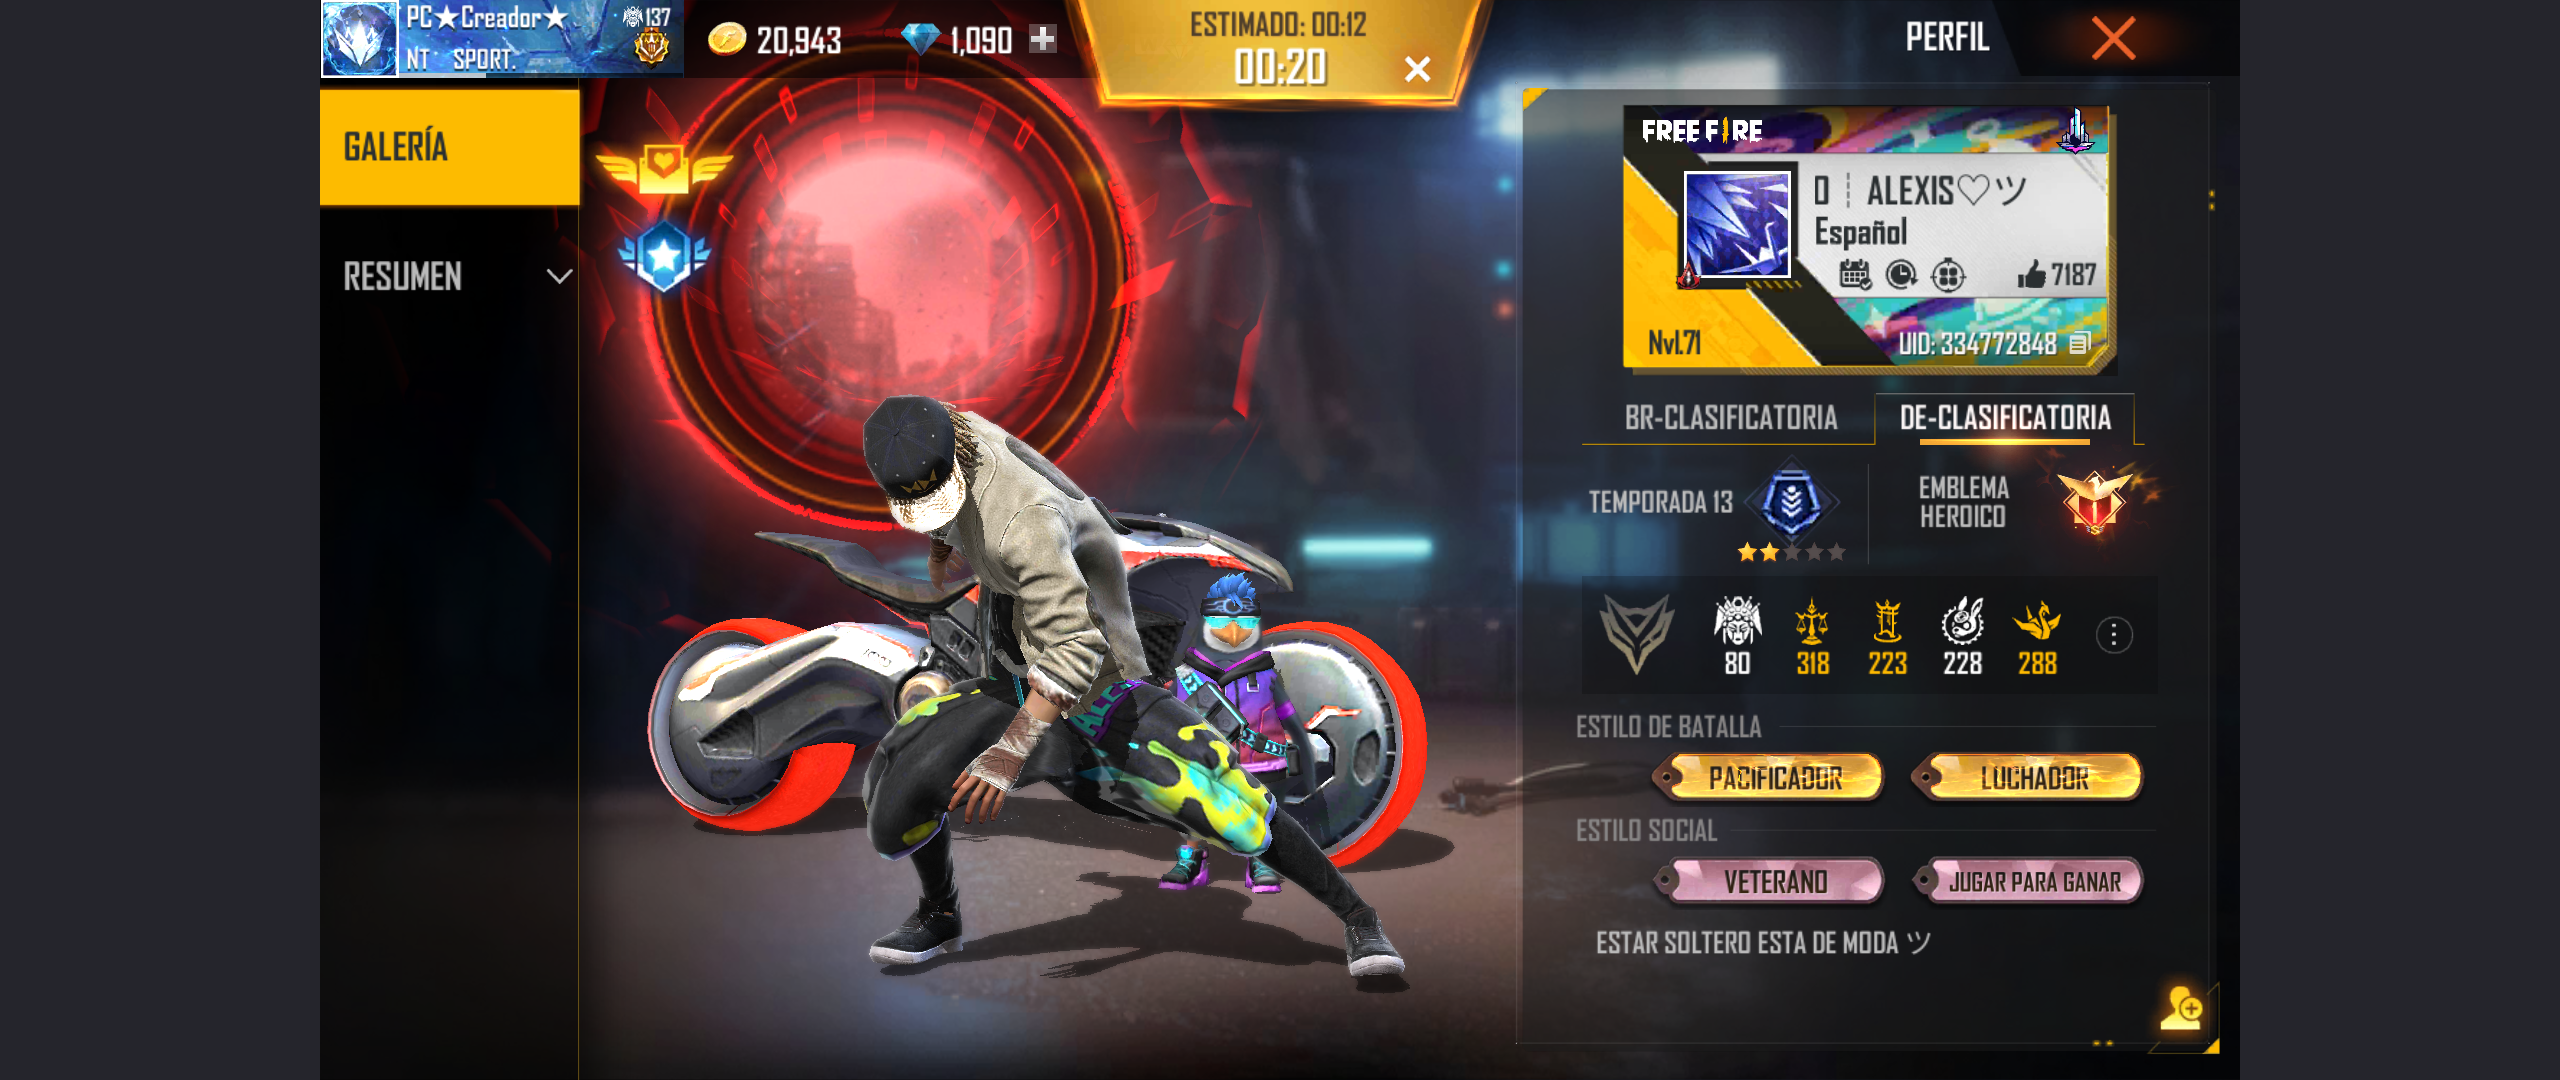 PC★Creador★
137
NT SPORT.
20,943
1,090
ESTIMADO: 00:12
00:20
PERFIL
GALERÍA
RESUMEN
FREE FIRE
D ¦ ALEXIS♡ツ
Español
7187
Nvl.71
UID: 334772848
BR-CLASIFICATORIA
DE-CLASIFICATORIA
TEMPORADA 13
EMBLEMA
HEROICO
80
318
223
228
288
ESTILO DE BATALLA
PACIFICADOR
LUCHADOR
ESTILO SOCIAL
VETERANO
JUGAR PARA GANAR
ESTAR SOLTERO ESTA DE MODA ツ